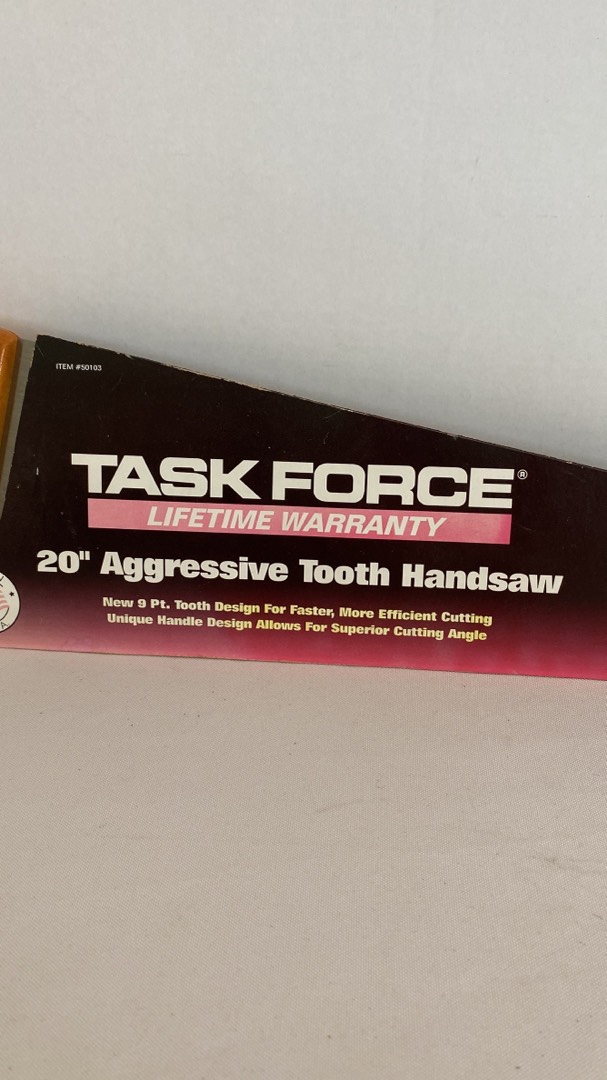 ITEM #50103
TASK FORCE®
LIFETIME WARRANTY
20" Aggressive Tooth Handsaw
New 9 Pt. Tooth Design For Faster, More Efficient Cutting
Unique Handle Design Allows For Superior Cutting Angle